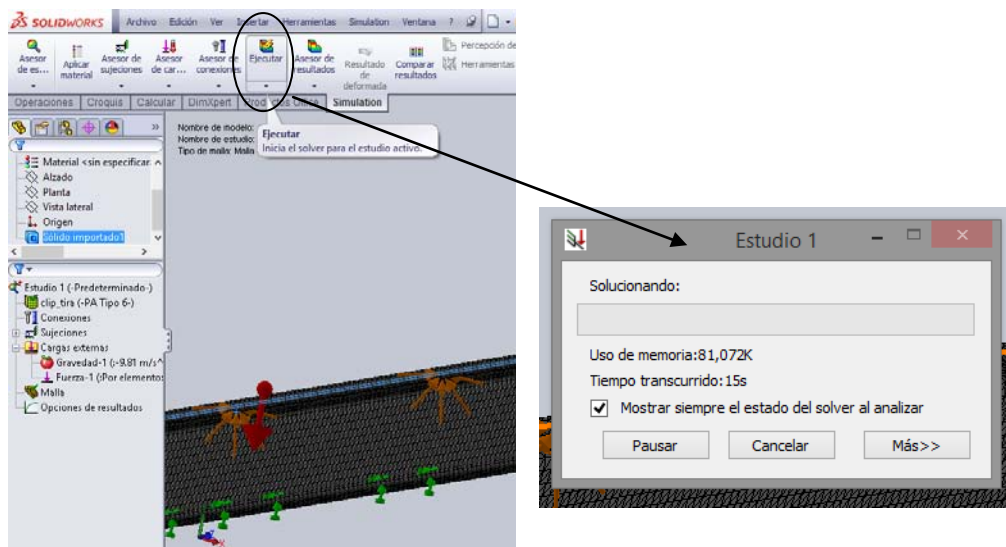 SOLIDWORKS Archivo Edición Ver Insertar Herramientas Simulation Ventana ?
Asesor de es...
Aplicar material
Asesor de sujeciones
Asesor de car...
Asesor de conexiones
Ejecutar
Asesor de resultados
Resultado de deformada
Comparar resultados
Percepción de
Herramientas
Operaciones Croquis Calcular DimXpert Productos Office Simulation
Nombre de modelo:
Nombre de estudio:
Tipo de malla: Malla
Ejecutar
Inicia el solver para el estudio activo.
Material <sin especificar
Alzado
Planta
Vista lateral
Origen
Sólido importado1
Estudio 1 (-Predeterminado-)
clip_tira (-PA Tipo 6-)
Conexiones
Sujeciones
Cargas externas
Gravedad-1 (:-9.81 m/s^
Fuerza-1 (:Por elemento:
Malla
Opciones de resultados
Estudio 1
Solucionando:
Uso de memoria:81,072K
Tiempo transcurrido:15s
Mostrar siempre el estado del solver al analizar
Pausar Cancelar Más>>